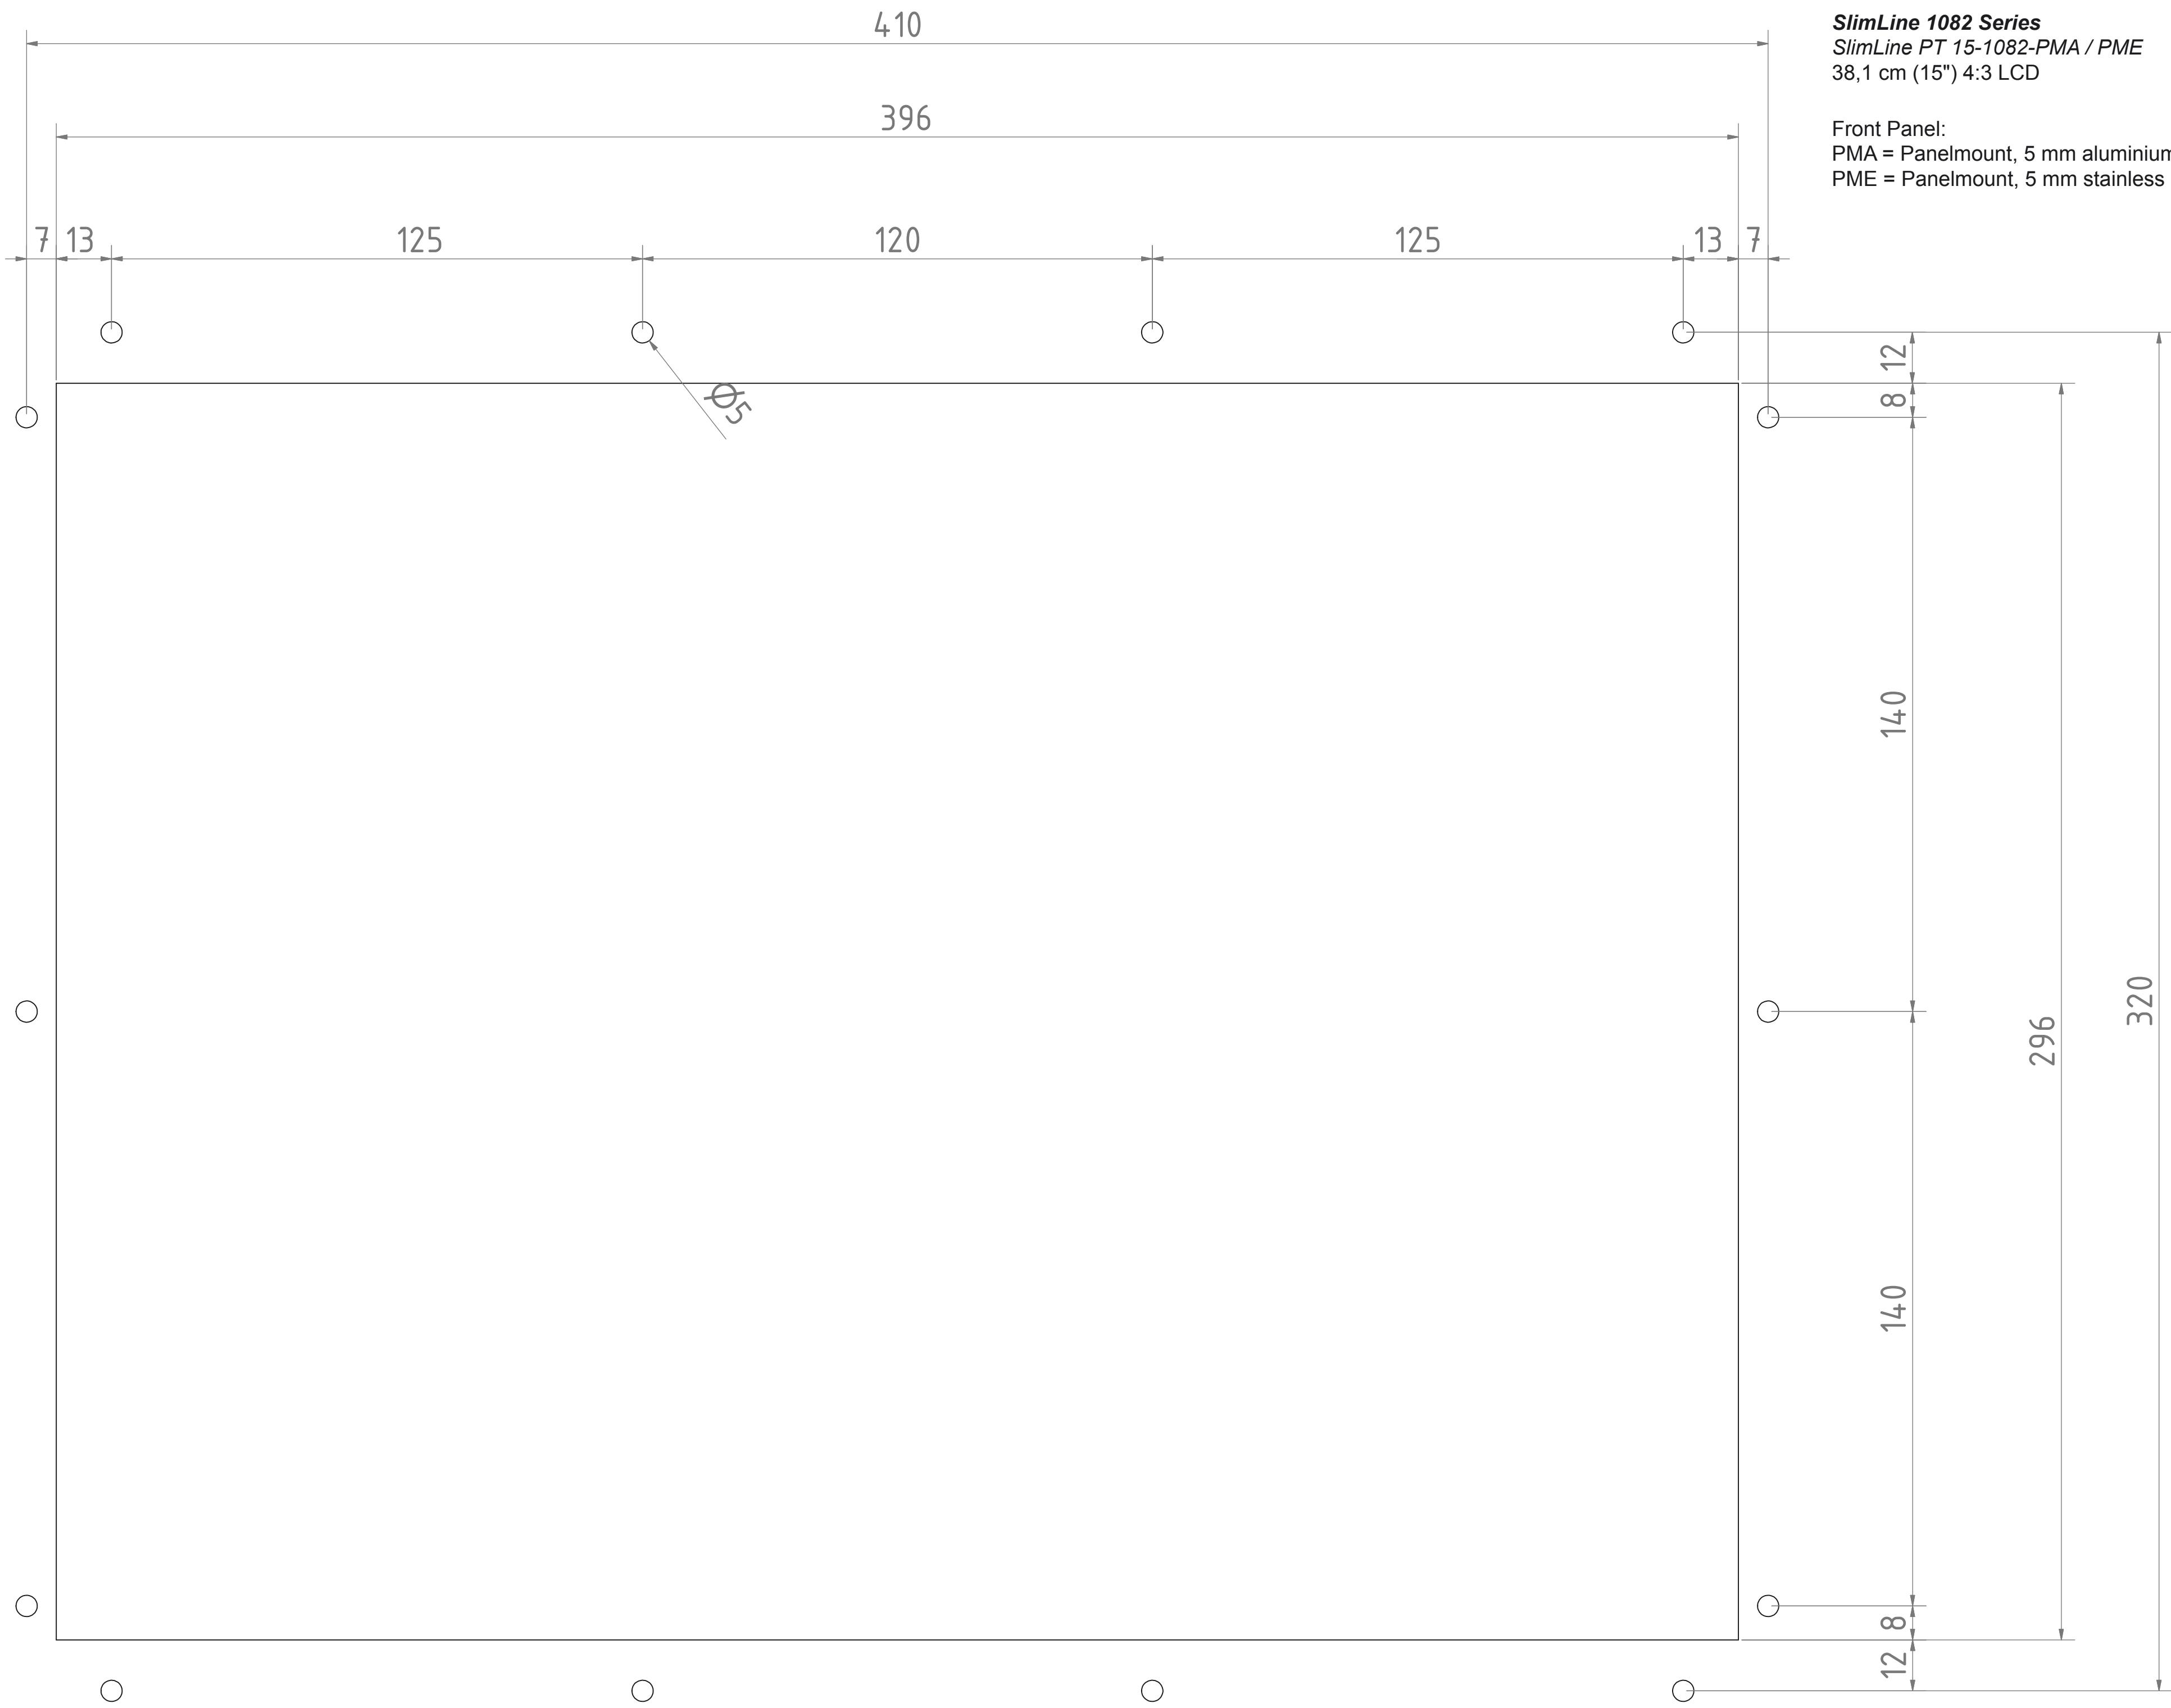 410
SlimLine 1082 Series
SlimLine PT 15-1082-PMA / PME
38,1 cm (15") 4:3 LCD
396
Front Panel:
PMA = Panelmount, 5 mm aluminium
PME = Panelmount, 5 mm stainless
7 13 125 120 125 13 7
12
Ø5
8
140
320
296
140
8
12